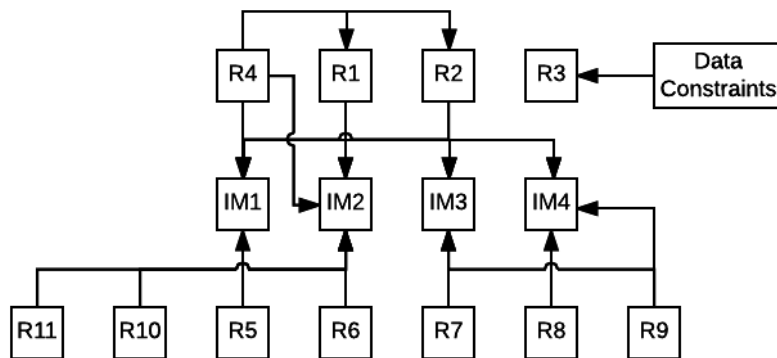 R4
R1
R2
R3
Data
Constraints
IM1
IM2
IM3
IM4
R11
R10
R5
R6
R7
R8
R9